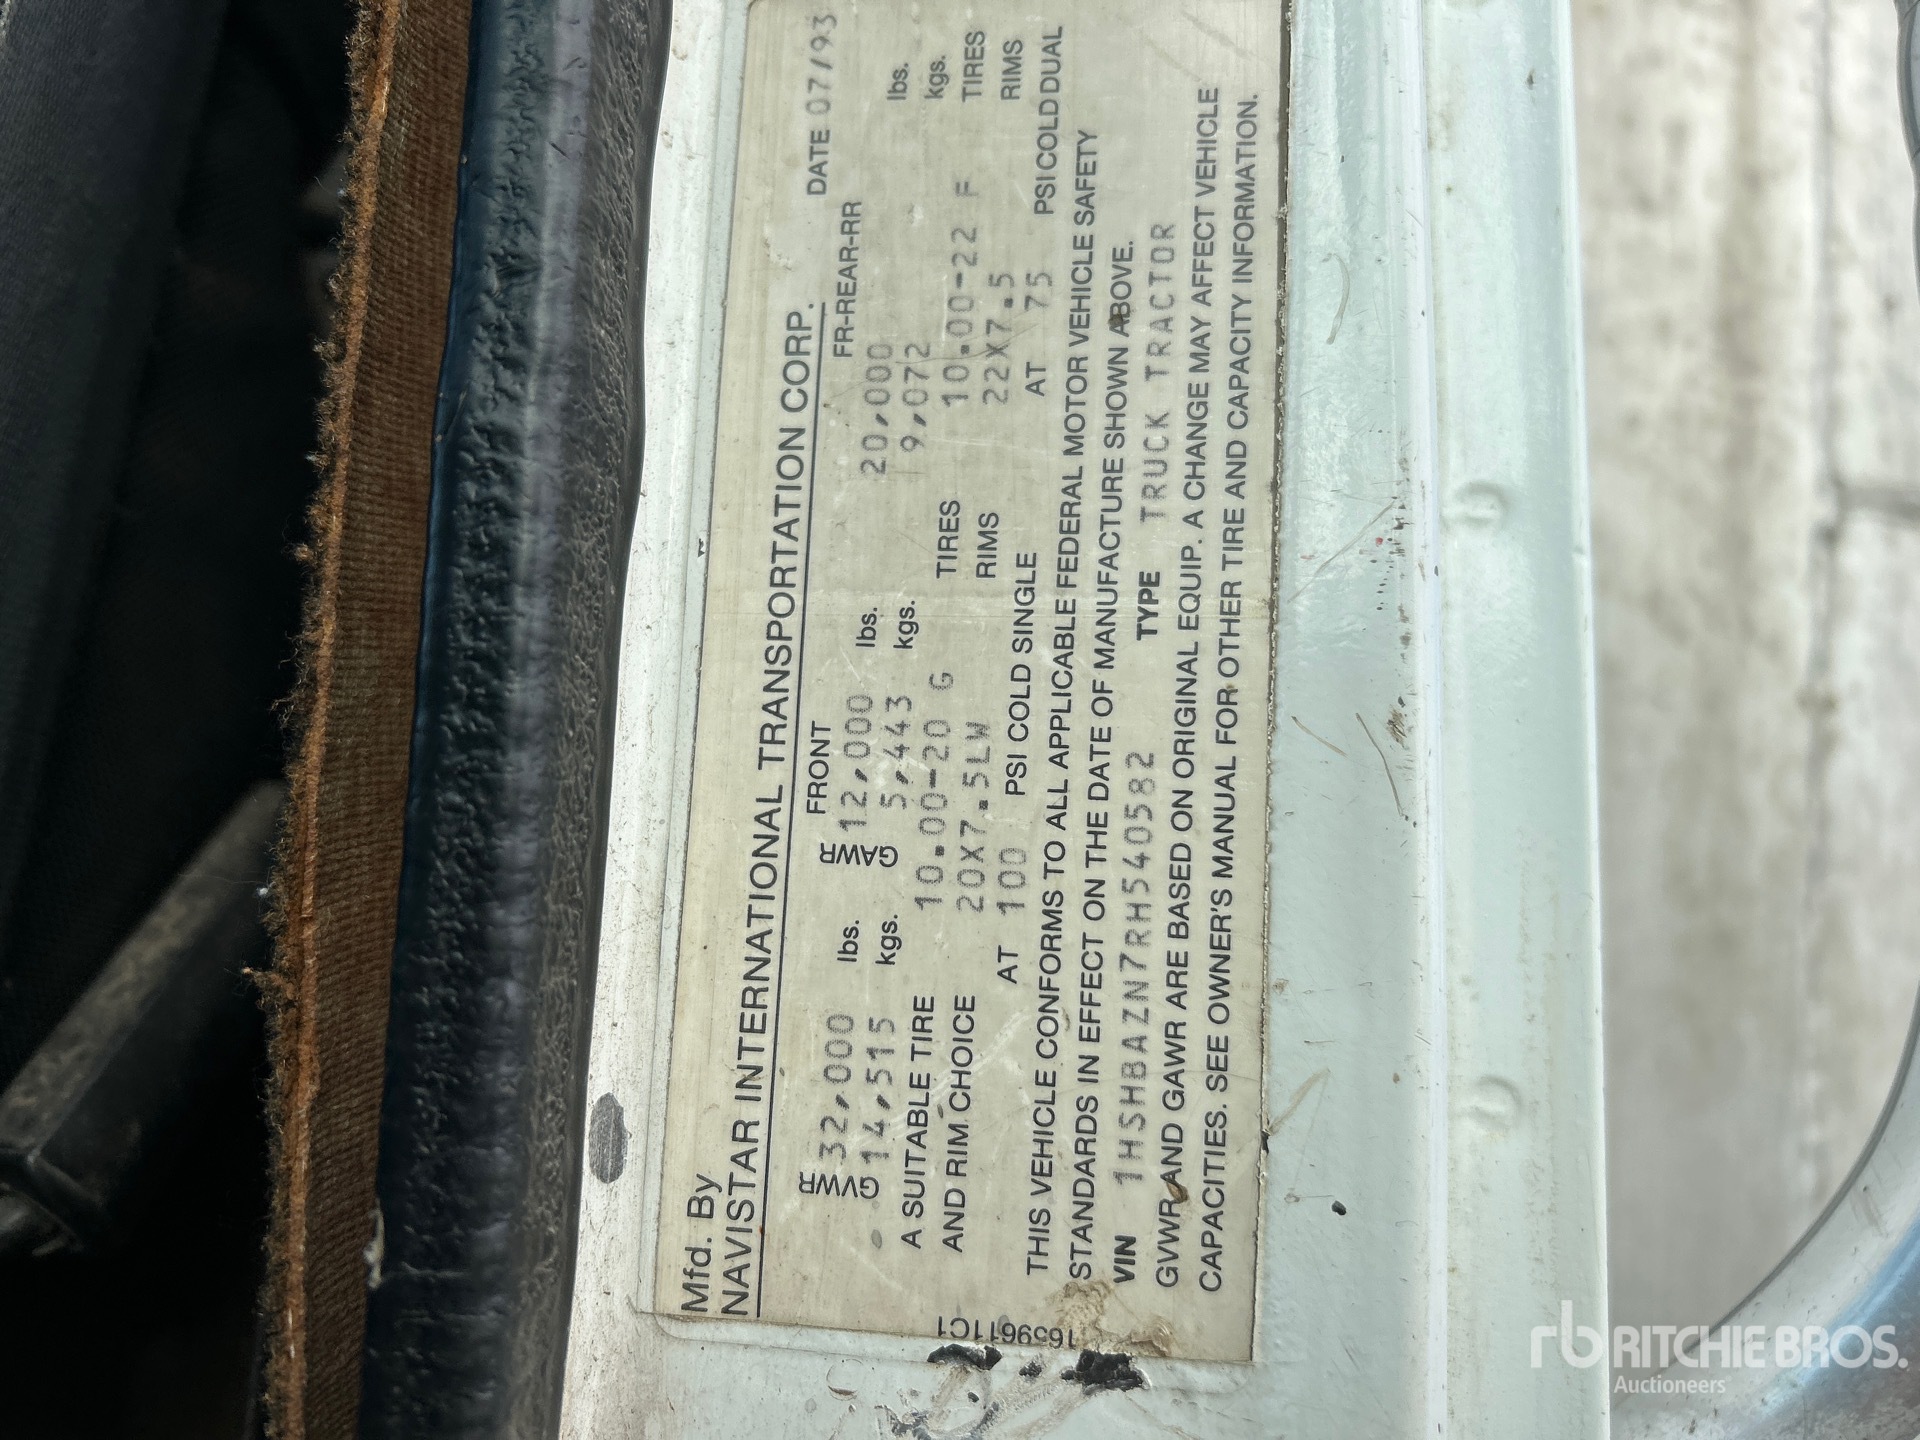 Mfd. By
NAVISTAR INTERNATIONAL TRANSPORTATION CORP. DATE 07/93
FRONT FR-REAR-RR
GVWR 32,000 lbs. GAWR 12,000 lbs. 20,000 lbs.
14,515 kgs. 5,443 kgs. 9,072 kgs.
A SUITABLE TIRE 10.00-20 G TIRES 10.00-22 F TIRES
AND RIM CHOICE 20X7.5LW RIMS 22X7.5 RIMS
AT 100 PSI COLD SINGLE AT 75 PSI COLD DUAL
THIS VEHICLE CONFORMS TO ALL APPLICABLE FEDERAL MOTOR VEHICLE SAFETY
STANDARDS IN EFFECT ON THE DATE OF MANUFACTURE SHOWN ABOVE.
VIN 1HSHBAZN7RH540582 TYPE TRUCK TRACTOR
GVWR AND GAWR ARE BASED ON ORIGINAL EQUIP. A CHANGE MAY AFFECT VEHICLE
CAPACITIES. SEE OWNER'S MANUAL FOR OTHER TIRE AND CAPACITY INFORMATION.
1659611C1
rb RITCHIE BROS.
Auctioneers